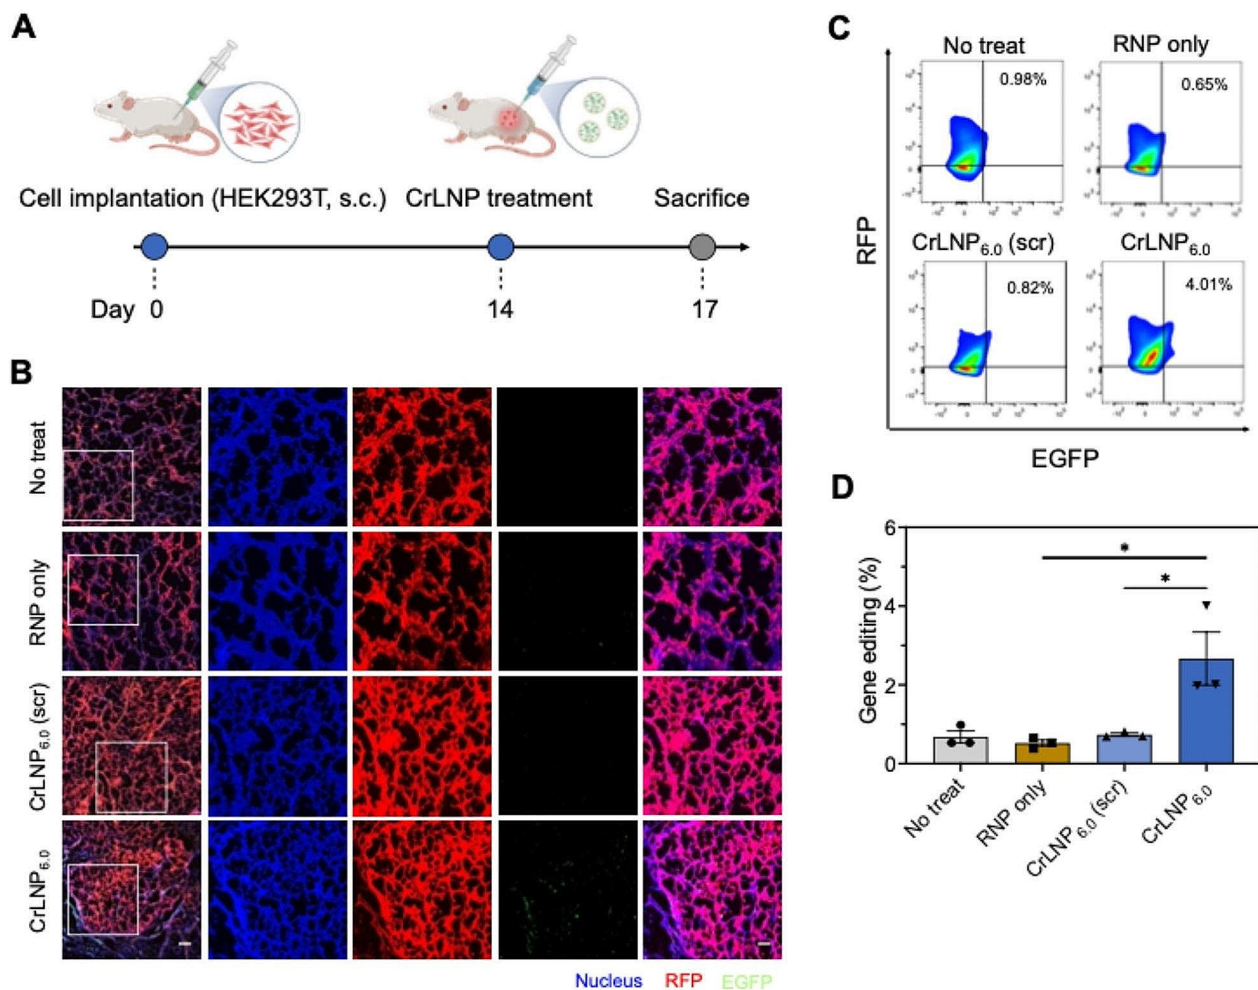 A
Cell implantation (HEK293T, s.c.)
CrLNP treatment
Sacrifice
Day 0
14
17
B
No treat
RNP only
CrLNP6.0 (scr)
CrLNP6.0
Nucleus RFP EGFP
C
No treat
0.98%
RNP only
0.65%
CrLNP6.0 (scr)
0.82%
CrLNP6.0
4.01%
RFP
EGFP
D
Gene editing (%)
6
4
2
0
*
*
No treat
RNP only
CrLNP6.0 (scr)
CrLNP6.0